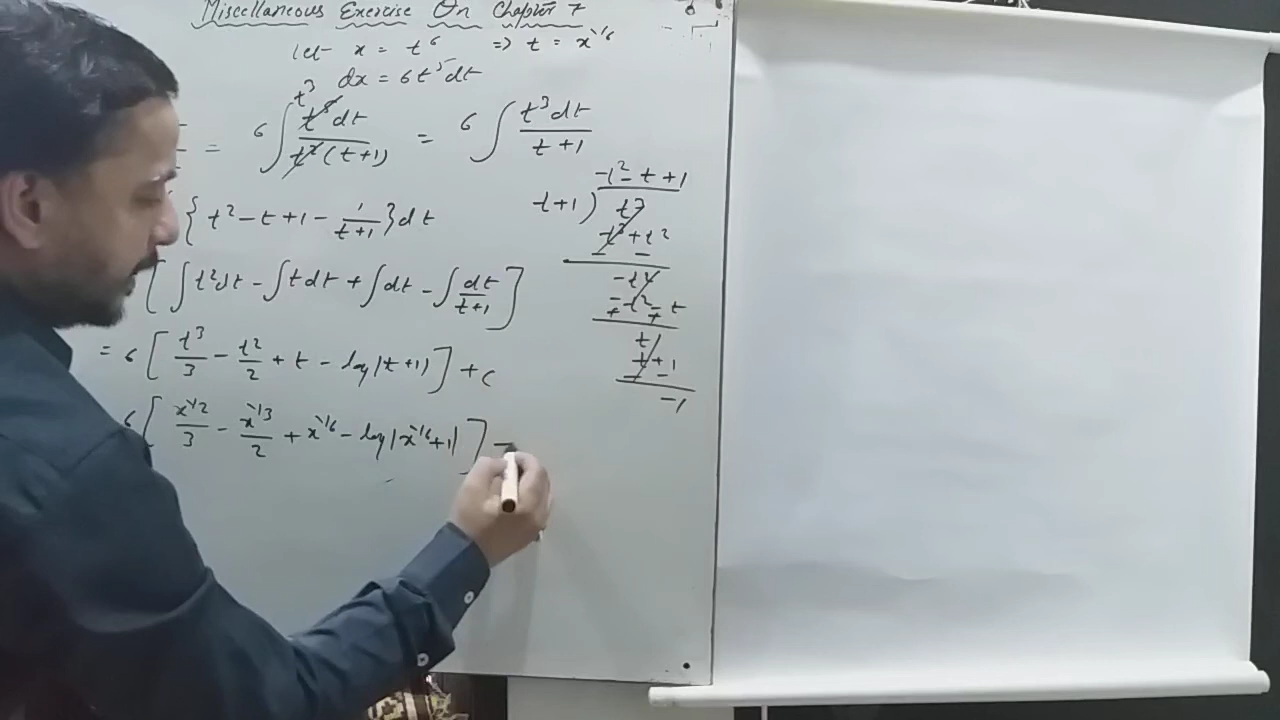 Miscellaneous Exercise On Chapter 7
Let x = t^6 => t = x^1/6
dx = 6t^5 dt
= 6 ∫ t^3 t^5 dt / t^2 (t+1) = 6 ∫ t^3 dt / t+1
{ t^2 - t + 1 - 1/t+1 } dt
[ ∫ t^2 dt - ∫ t dt + ∫ dt - ∫ dt/t+1 ]
= 6 [ t^3/3 - t^2/2 + t - log |t+1| ] + c
6 [ x^1/2/3 - x^1/3/2 + x^1/6 - log |x^1/6 + 1| ] -
t^2 - t + 1
t+1 ) t^3
t^3 + t^2
- -
-t^2
-t^2 - t
+ +
t
t + 1
- -
-1